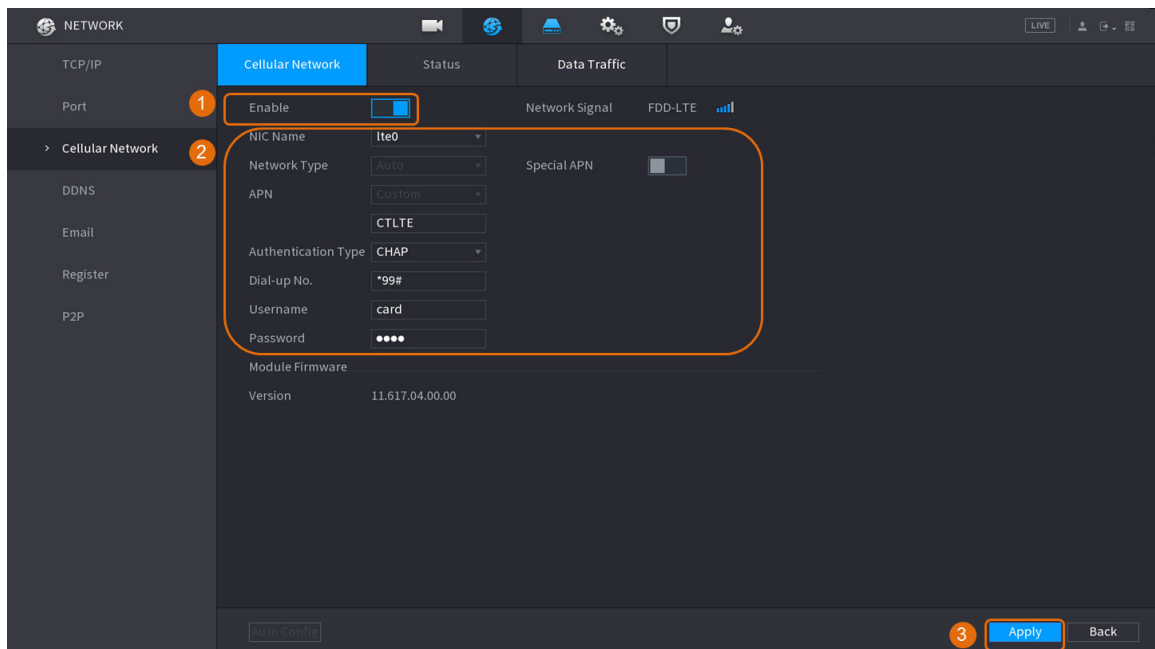 NETWORK
LIVE
TCP/IP
Port
Cellular Network
DDNS
Email
Register
P2P
Cellular Network
Status
Data Traffic
1
Enable
Network Signal FDD-LTE
2
NIC Name lte0
Network Type Auto Special APN
APN Custom
CTLTE
Authentication Type CHAP
Dial-up No. *99#
Username card
Password ●●●●
Module Firmware
Version 11.617.04.00.00
Auto Config
3
Apply
Back